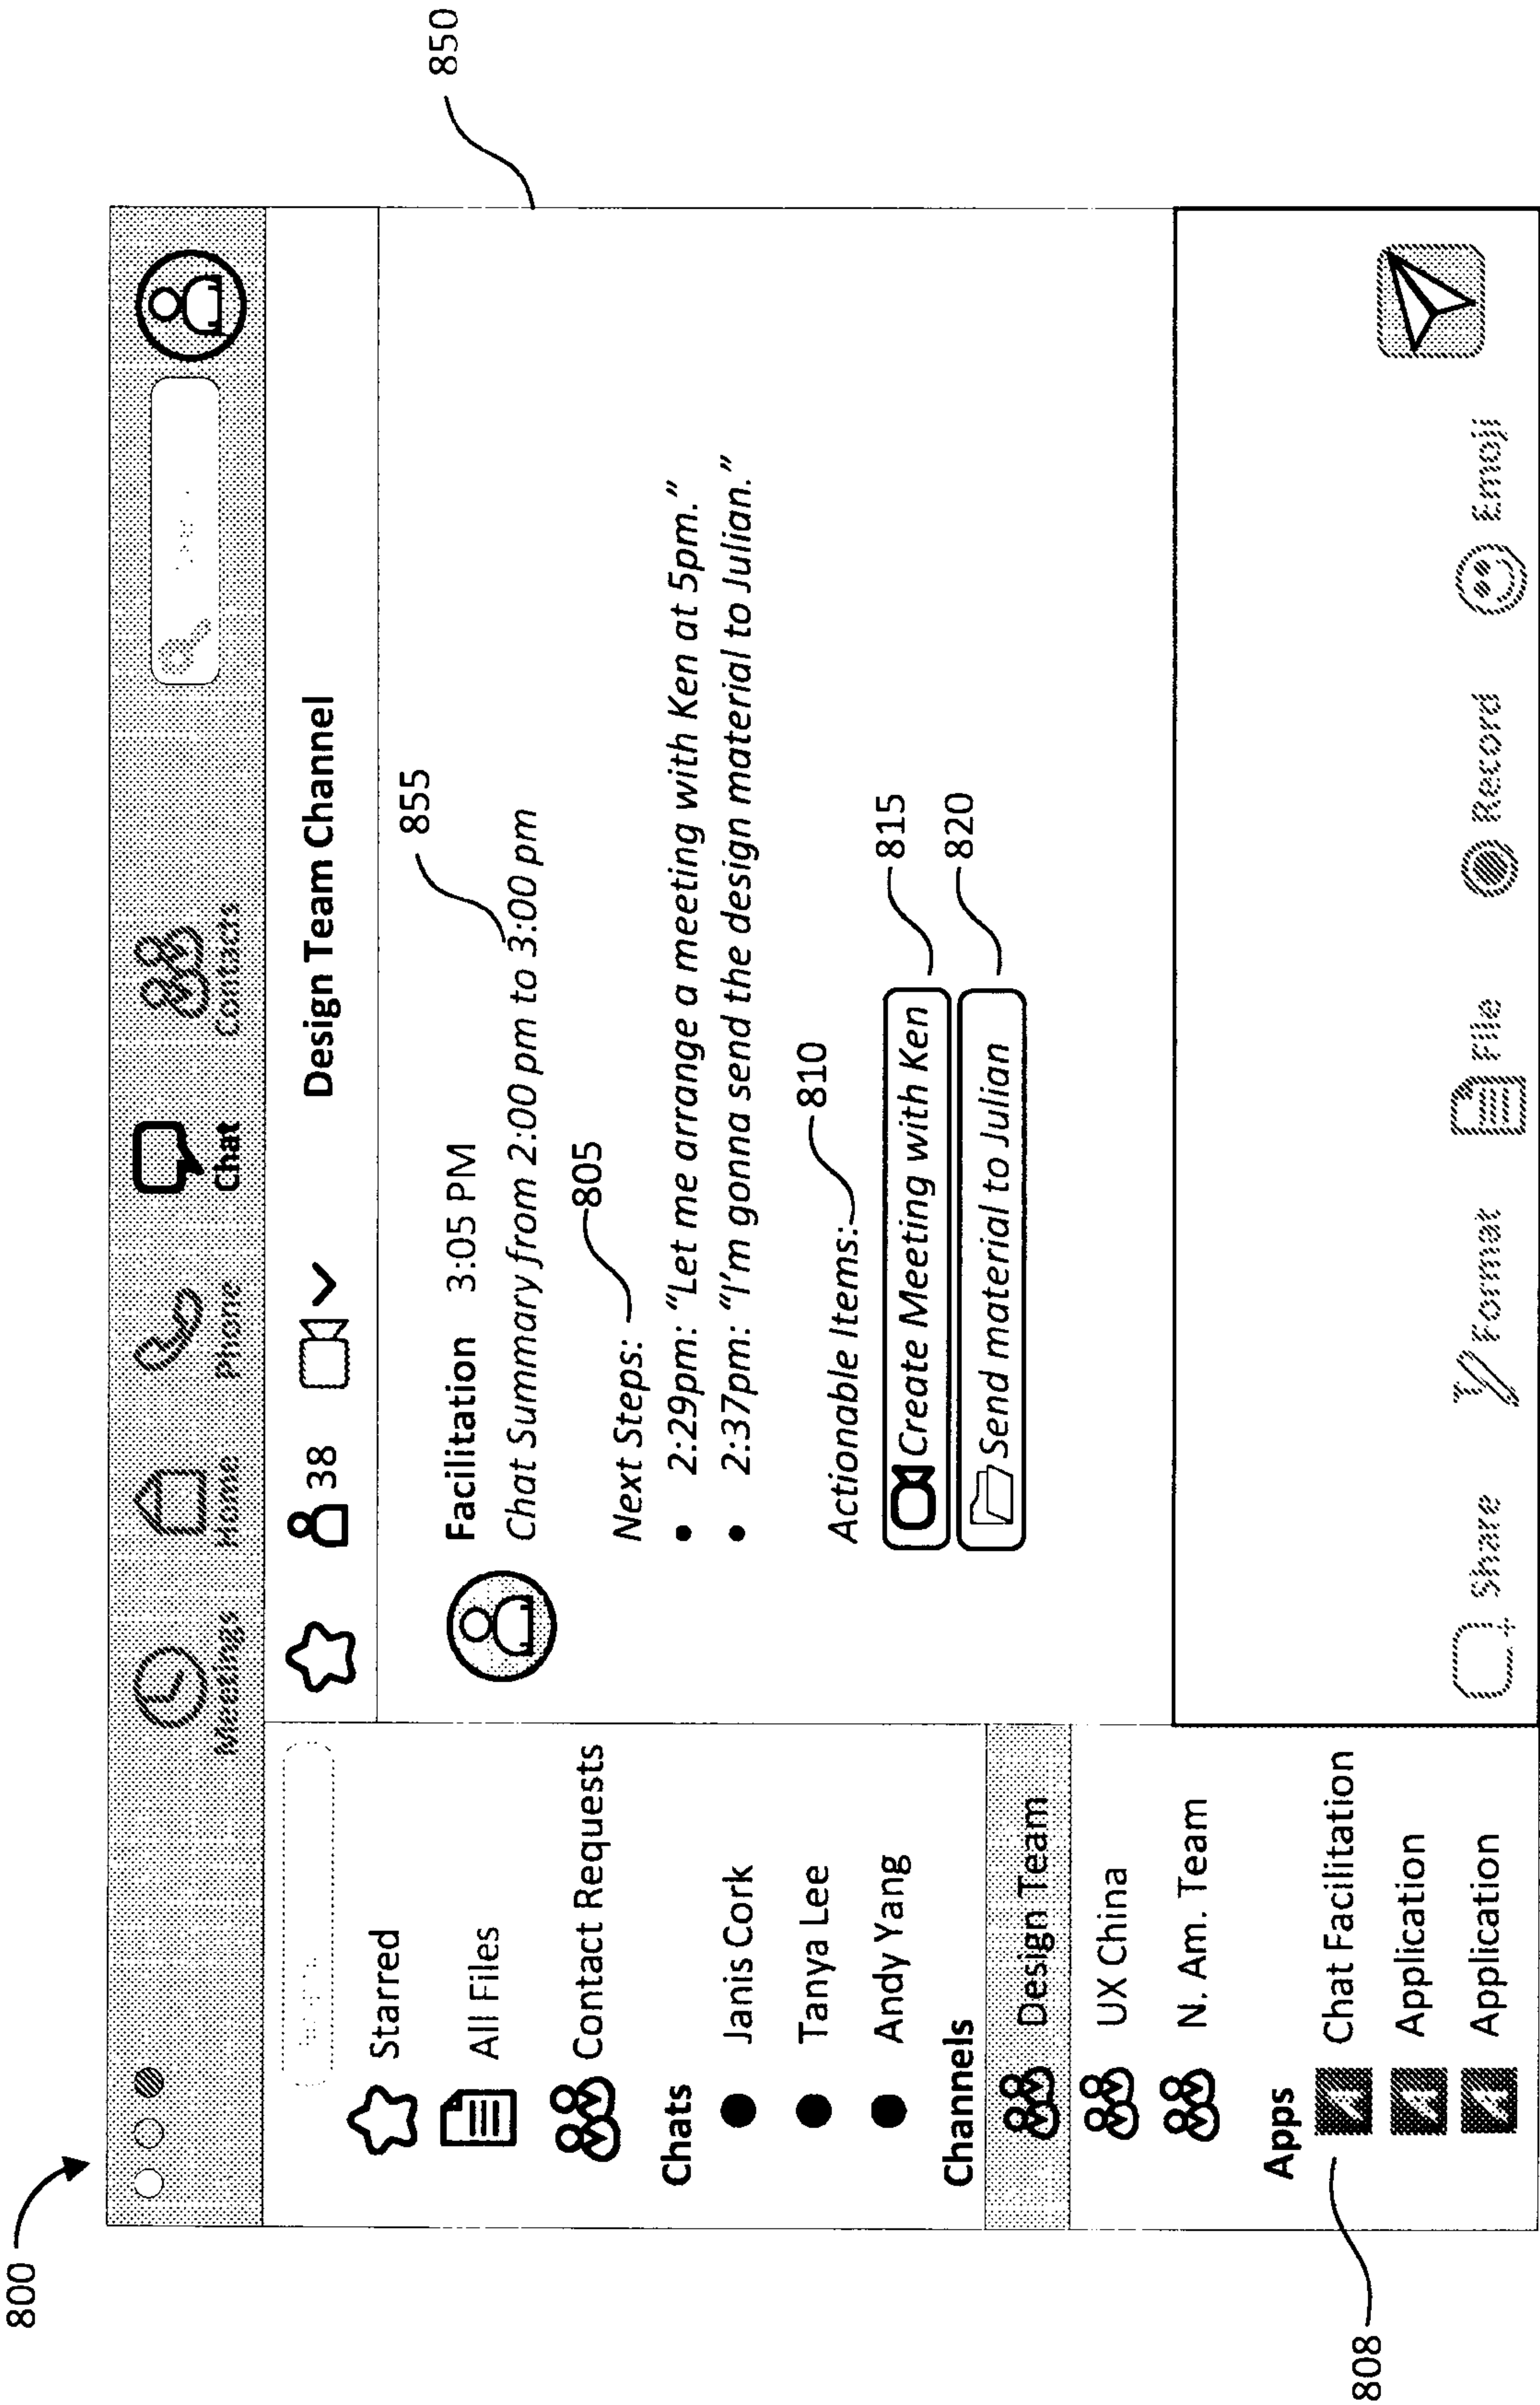 800
Meetings
Home
Phone
Chat
Contacts
38
Design Team Channel
Starred
All Files
Contact Requests
Chats
Janis Cork
Tanya Lee
Andy Yang
Channels
Design Team
UX China
N. Am. Team
Apps
808
Chat Facilitation
Application
Application
850
Facilitation 3:05 PM
855
Chat Summary from 2:00 pm to 3:00 pm
Next Steps: 805
• 2:29pm: “Let me arrange a meeting with Ken at 5pm.”
• 2:37pm: “I'm gonna send the design material to Julian.”
Actionable Items: 810
Create Meeting with Ken 815
Send material to Julian 820
Share
Format
File
Record
Emoji